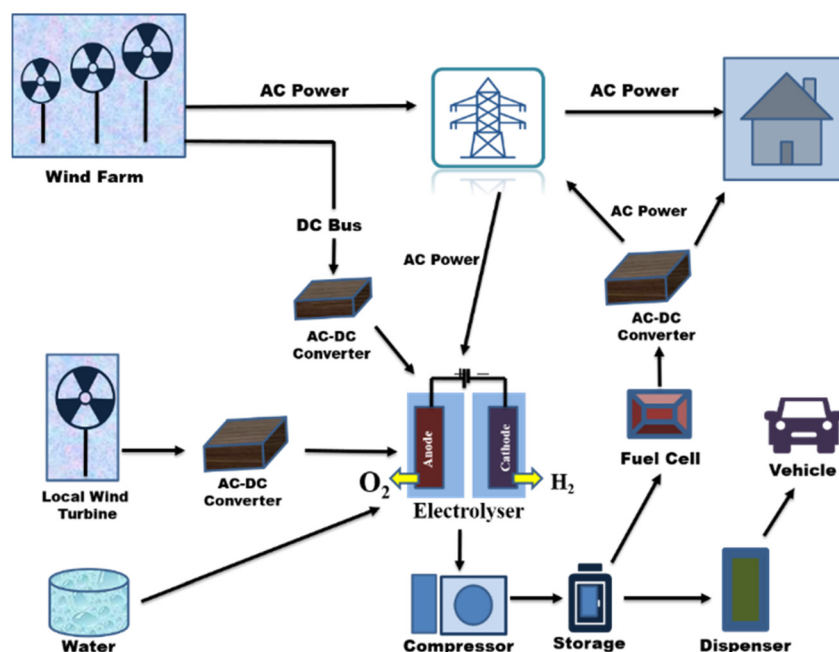 AC Power
AC Power
Wind Farm
DC Bus
AC Power
AC Power
AC-DC
Converter
AC-DC
Converter
+
−
Anode
Cathode
Fuel Cell
Vehicle
Local Wind
Turbine
AC-DC
Converter
O2
H2
Electrolyser
Water
Compressor
Storage
Dispenser